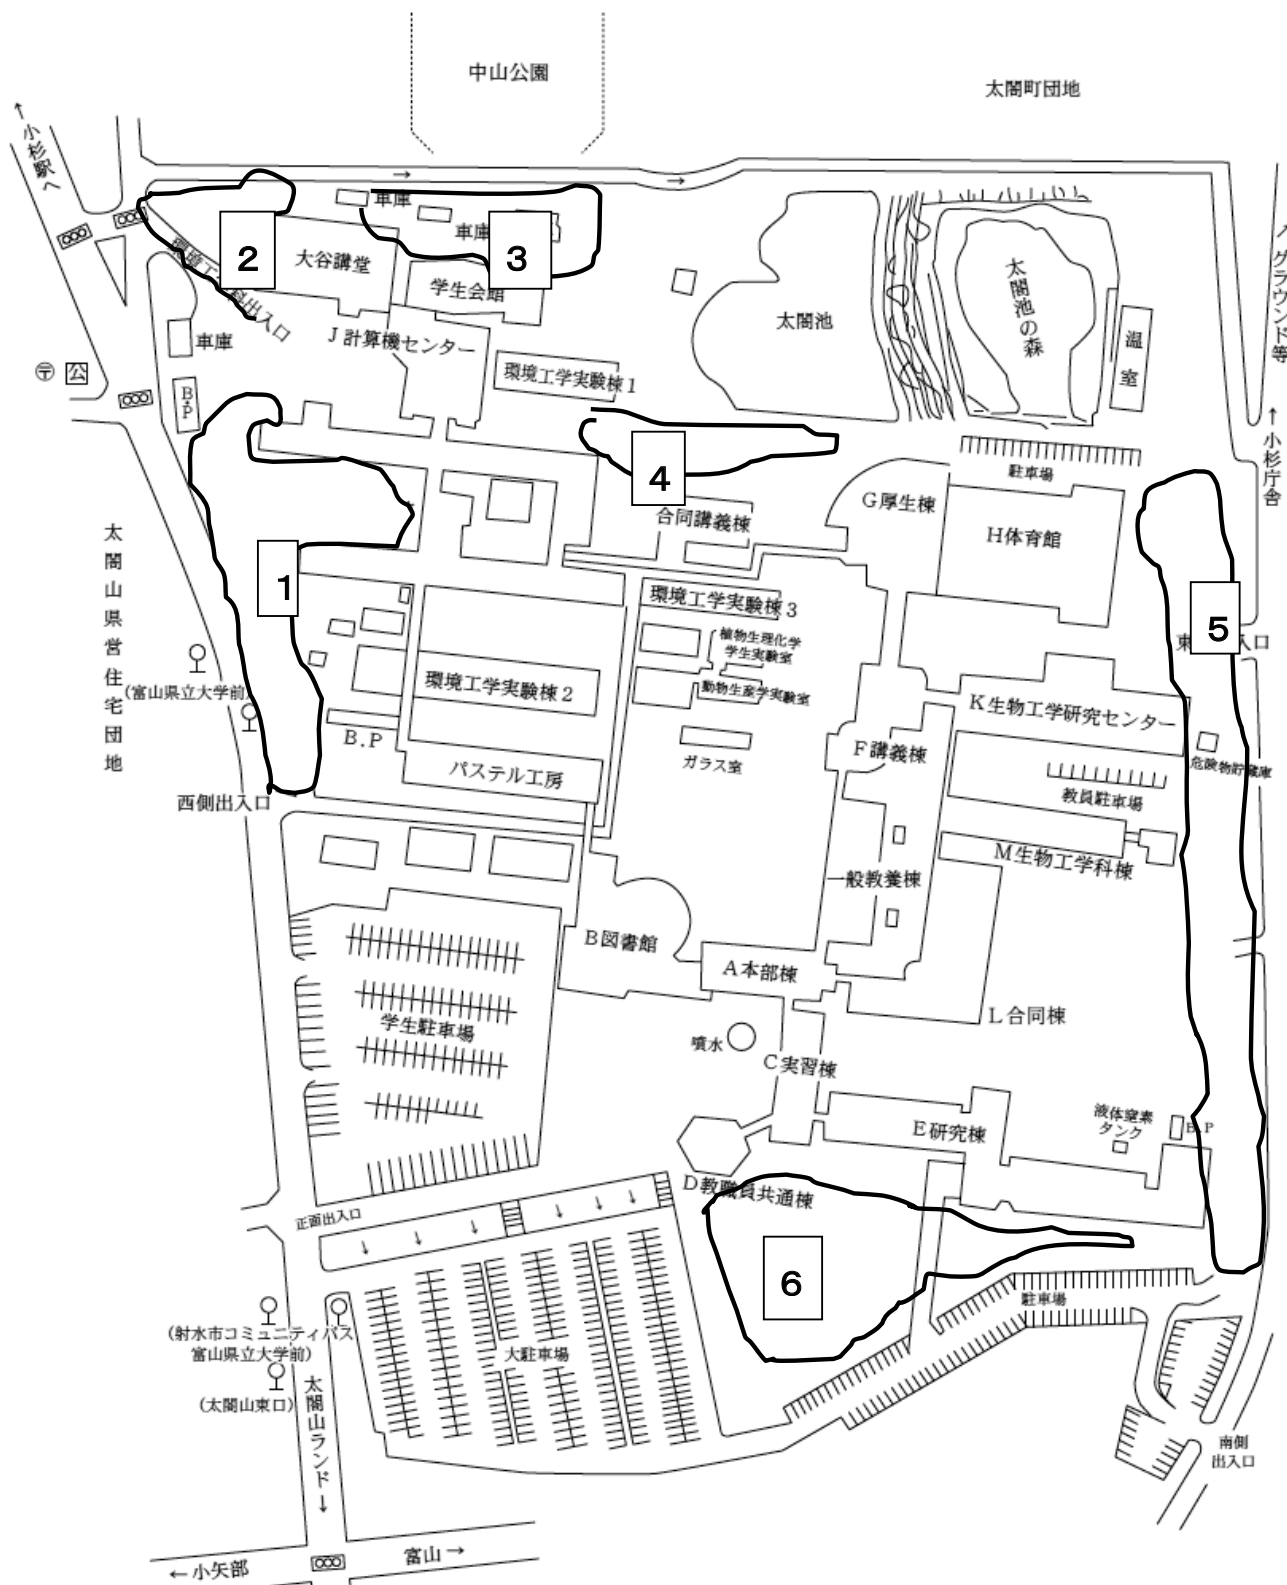 中山公園
太閤町団地
↑小杉駅へ
→
→
車庫
車庫
2
3
大谷講堂
学生会館
太閤池
太閤池の森
温室
グラウンド等
J計算機センター
車庫
〒
公
B.P
環境工学実験棟1
↑小杉庁舎
4
駐車場
G厚生棟
合同講義棟
H体育館
太閤山県営住宅団地
1
環境工学実験棟3
植物生理化学
学生実験室
動物生産学実験室
5
(富山県立大学前)
環境工学実験棟2
K生物工学研究センター
B.P
パステル工房
ガラス室
F講義棟
危険物貯蔵庫
教員駐車場
西側出入口
M生物工学科棟
一般教養棟
B図書館
A本部棟
学生駐車場
L合同棟
噴水
C実習棟
E研究棟
液体窒素
タンク
B.P
D教職員共通棟
正面出入口
↓ ↓ ↓ ↓ ↓ ↓
6
駐車場
(射水市コミュニティバス
富山県立大学前)
大駐車場
(太閤山東口)
太閤山ランド↓
南側
出入口
←小矢部
富山→